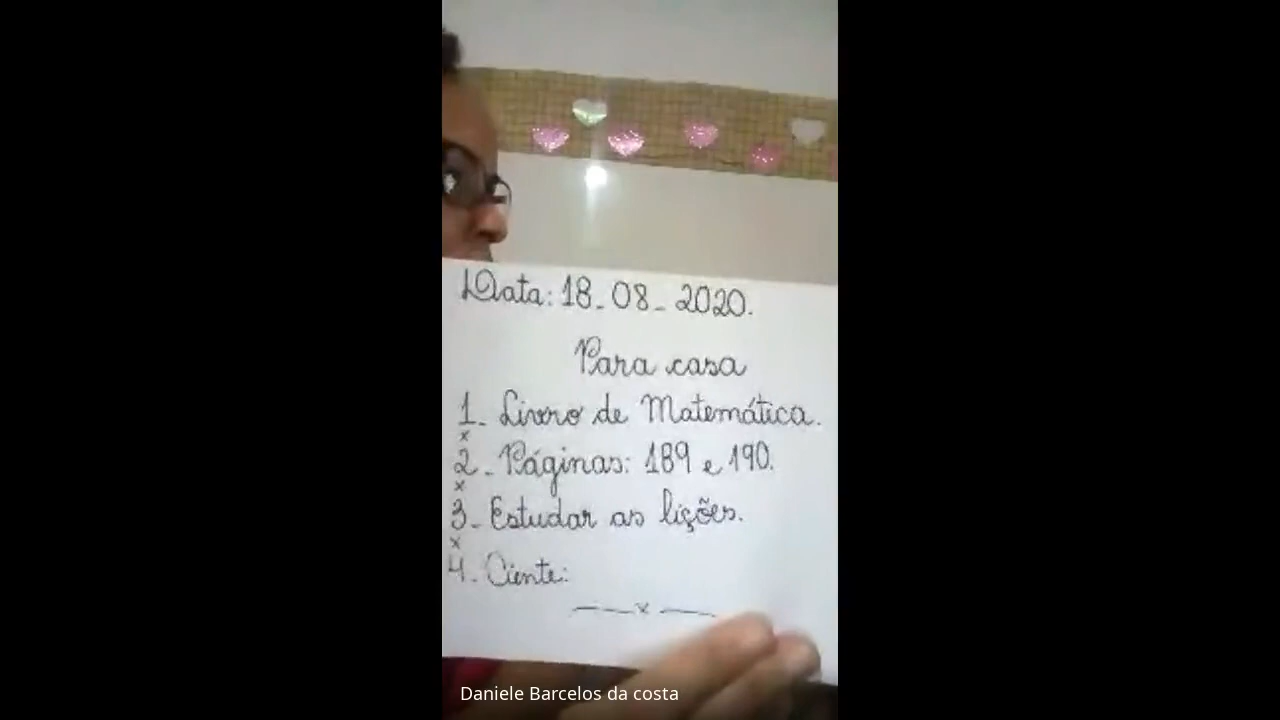 Data: 18-08-2020.
Para casa
1- Livro de Matemática.
x
2- Páginas: 189 e 190.
x
3- Estudar as lições.
x
4- Ciente:
——x——
Daniele Barcelos da costa